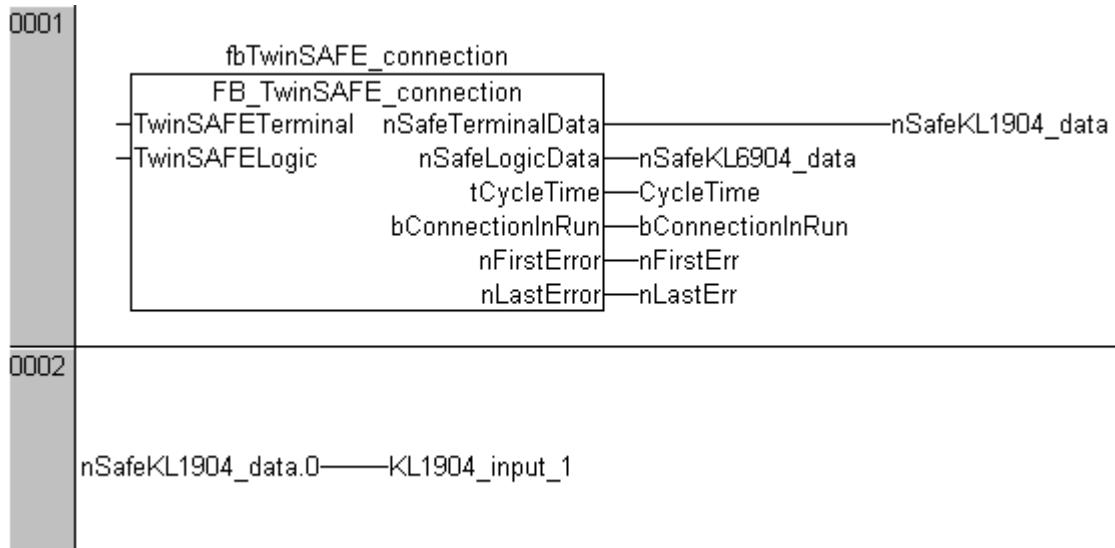 0001
fbTwinSAFE_connection
FB_TwinSAFE_connection
TwinSAFETerminal nSafeTerminalData nSafeKL1904_data
TwinSAFELogic nSafeLogicData nSafeKL6904_data
tCycleTime CycleTime
bConnectionInRun bConnectionInRun
nFirstError nFirstErr
nLastError nLastErr
0002
nSafeKL1904_data.0 KL1904_input_1